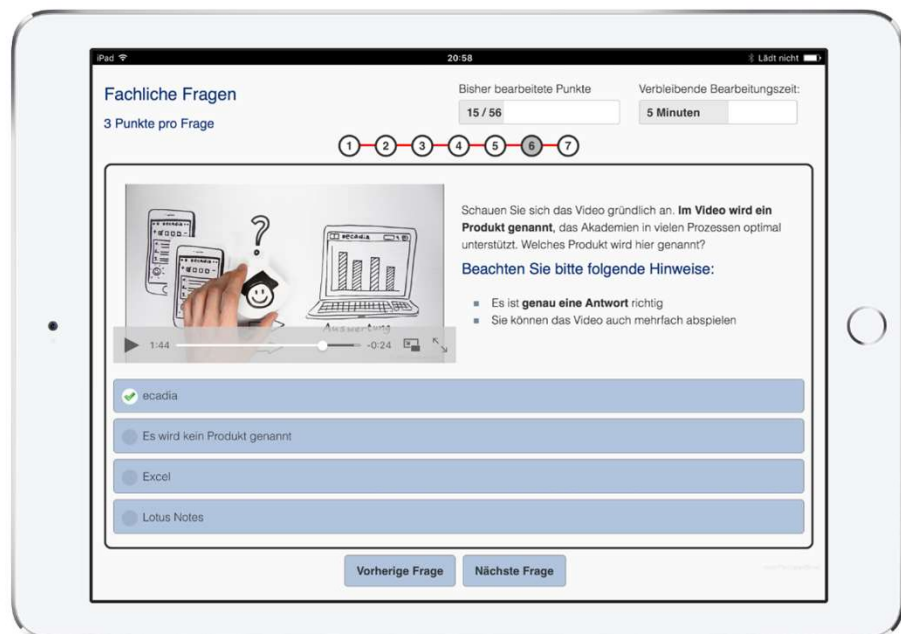 iPad
20:58
Lädt nicht
Fachliche Fragen
3 Punkte pro Frage
Bisher bearbeitete Punkte
15 / 56
Verbleibende Bearbeitungszeit:
5 Minuten
1 2 3 4 5 6 7
?
ecadia
ecadia
Auswertung
1:44
-0:24
Schauen Sie sich das Video gründlich an. Im Video wird ein
Produkt genannt, das Akademien in vielen Prozessen optimal
unterstützt. Welches Produkt wird hier genannt?
Beachten Sie bitte folgende Hinweise:
Es ist genau eine Antwort richtig
Sie können das Video auch mehrfach abspielen
ecadia
Es wird kein Produkt genannt
Excel
Lotus Notes
Vorherige Frage
Nächste Frage